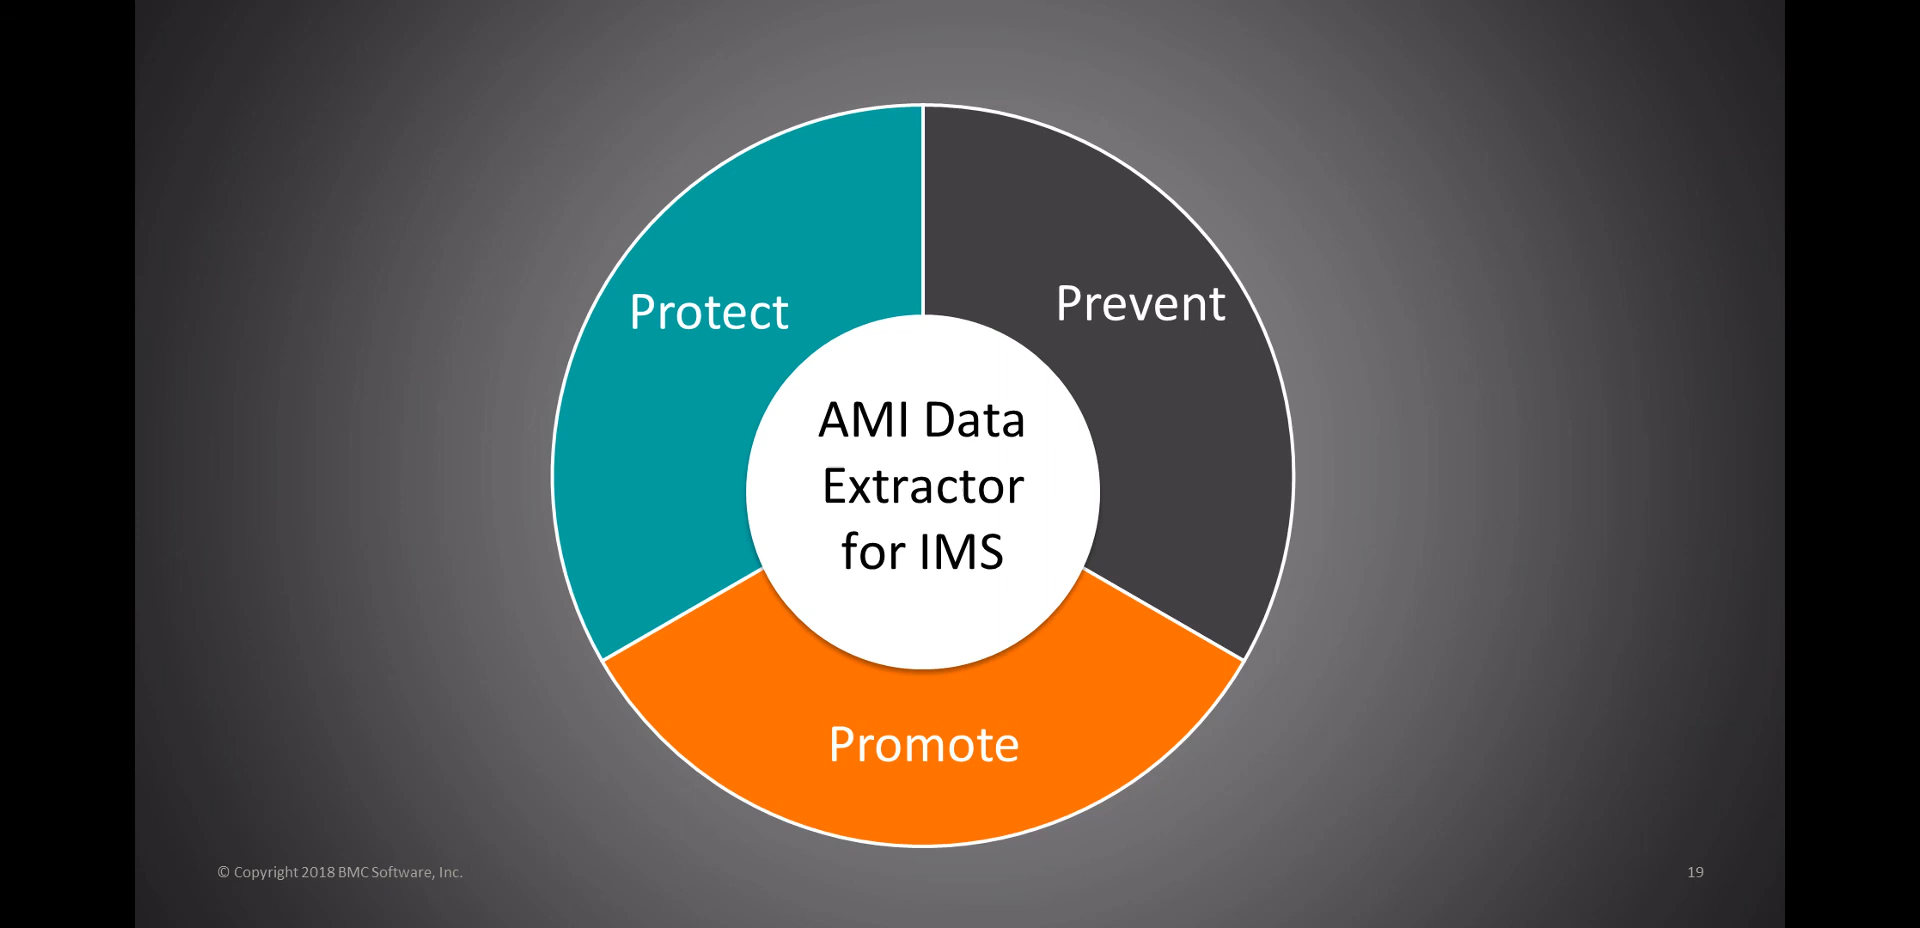 Protect
Prevent
AMI Data
Extractor
for IMS
Promote
© Copyright 2018 BMC Software, Inc.
19